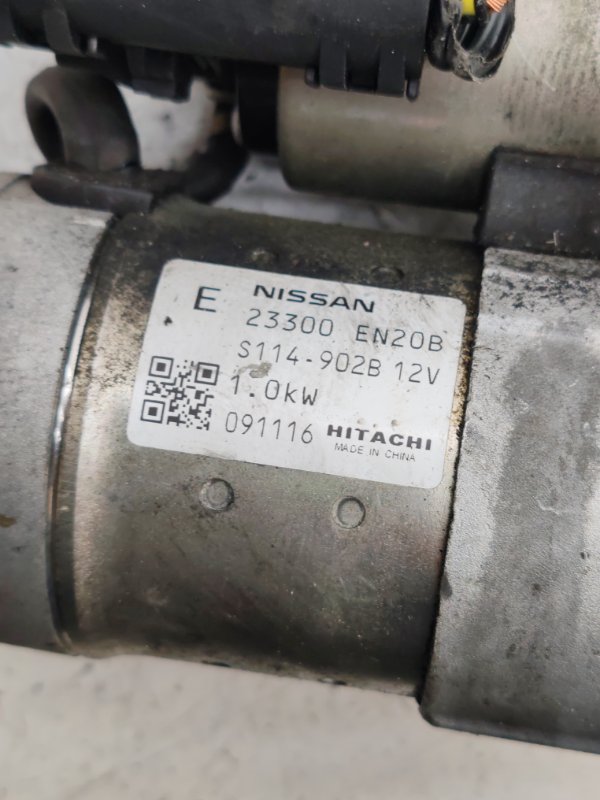 E NISSAN
23300 EN20B
S114-902B 12V
1.0kW
091116 HITACHI
MADE IN CHINA